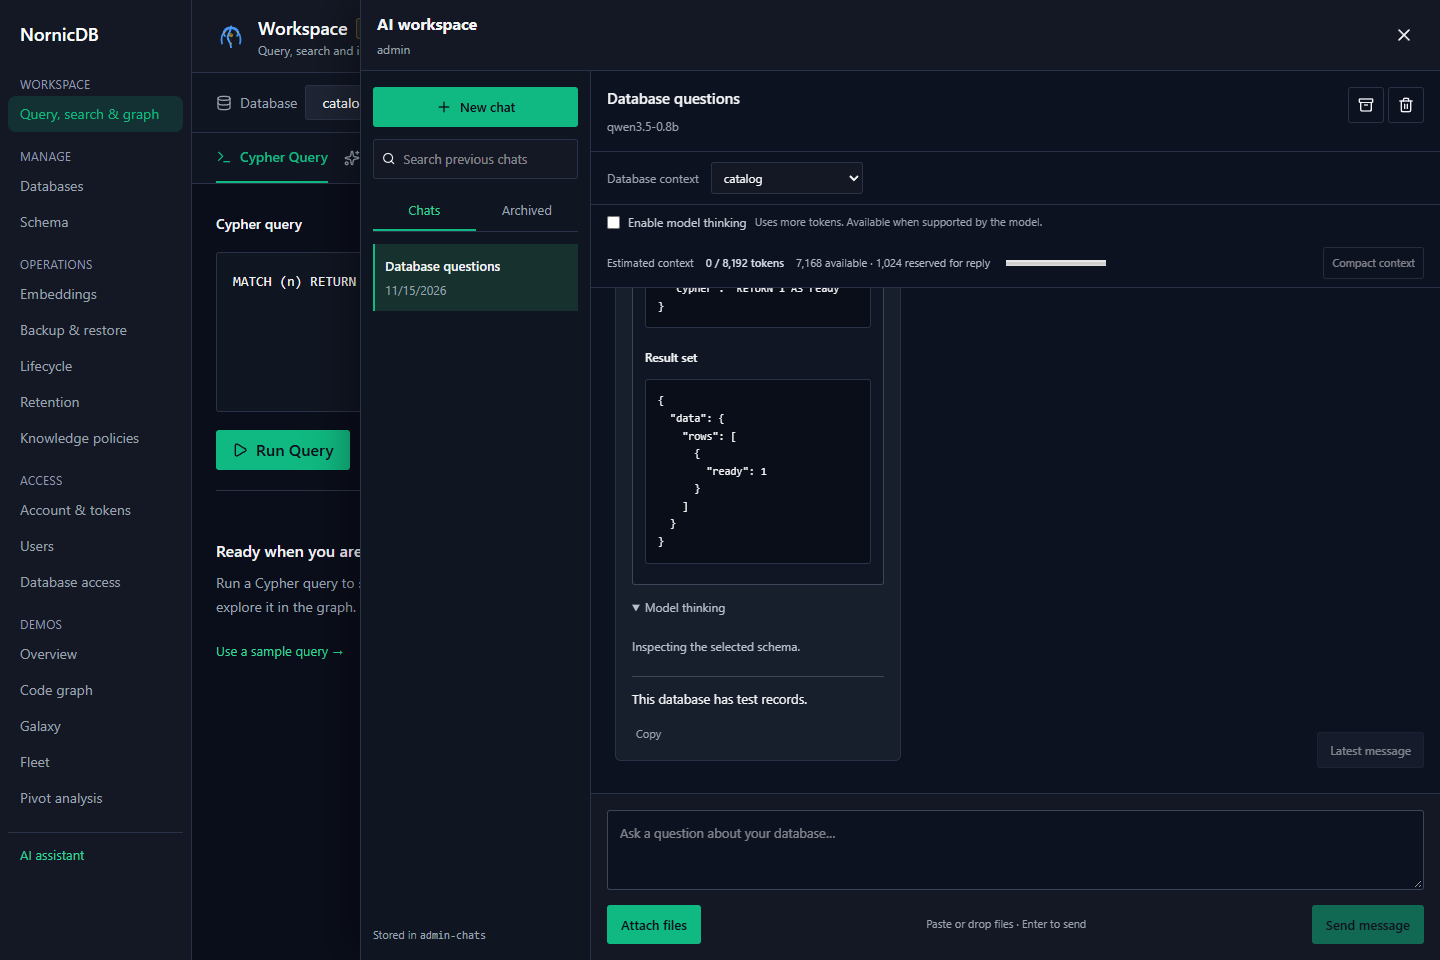 NornicDB
WORKSPACE
Query, search & graph
MANAGE
Databases
Schema
OPERATIONS
Embeddings
Backup & restore
Lifecycle
Retention
Knowledge policies
ACCESS
Account & tokens
Users
Database access
DEMOS
Overview
Code graph
Galaxy
Fleet
Pivot analysis
AI assistant
Workspace
Query, search and i
Database
catalo
Cypher Query
Cypher query
MATCH (n) RETURN
Run Query
Ready when you are
Run a Cypher query to
explore it in the graph.
Use a sample query →
AI workspace
admin
New chat
Search previous chats
Chats
Archived
Database questions
11/15/2026
Stored in admin-chats
Database questions
qwen3.5-0.8b
Database context
catalog
Enable model thinking Uses more tokens. Available when supported by the model.
Estimated context 0 / 8,192 tokens 7,168 available · 1,024 reserved for reply
Compact context
"cypher": "RETURN 1 AS ready"
}
Result set
{
"data": {
"rows": [
{
"ready": 1
}
]
}
}
Model thinking
Inspecting the selected schema.
This database has test records.
Copy
Latest message
Ask a question about your database...
Attach files
Paste or drop files · Enter to send
Send message